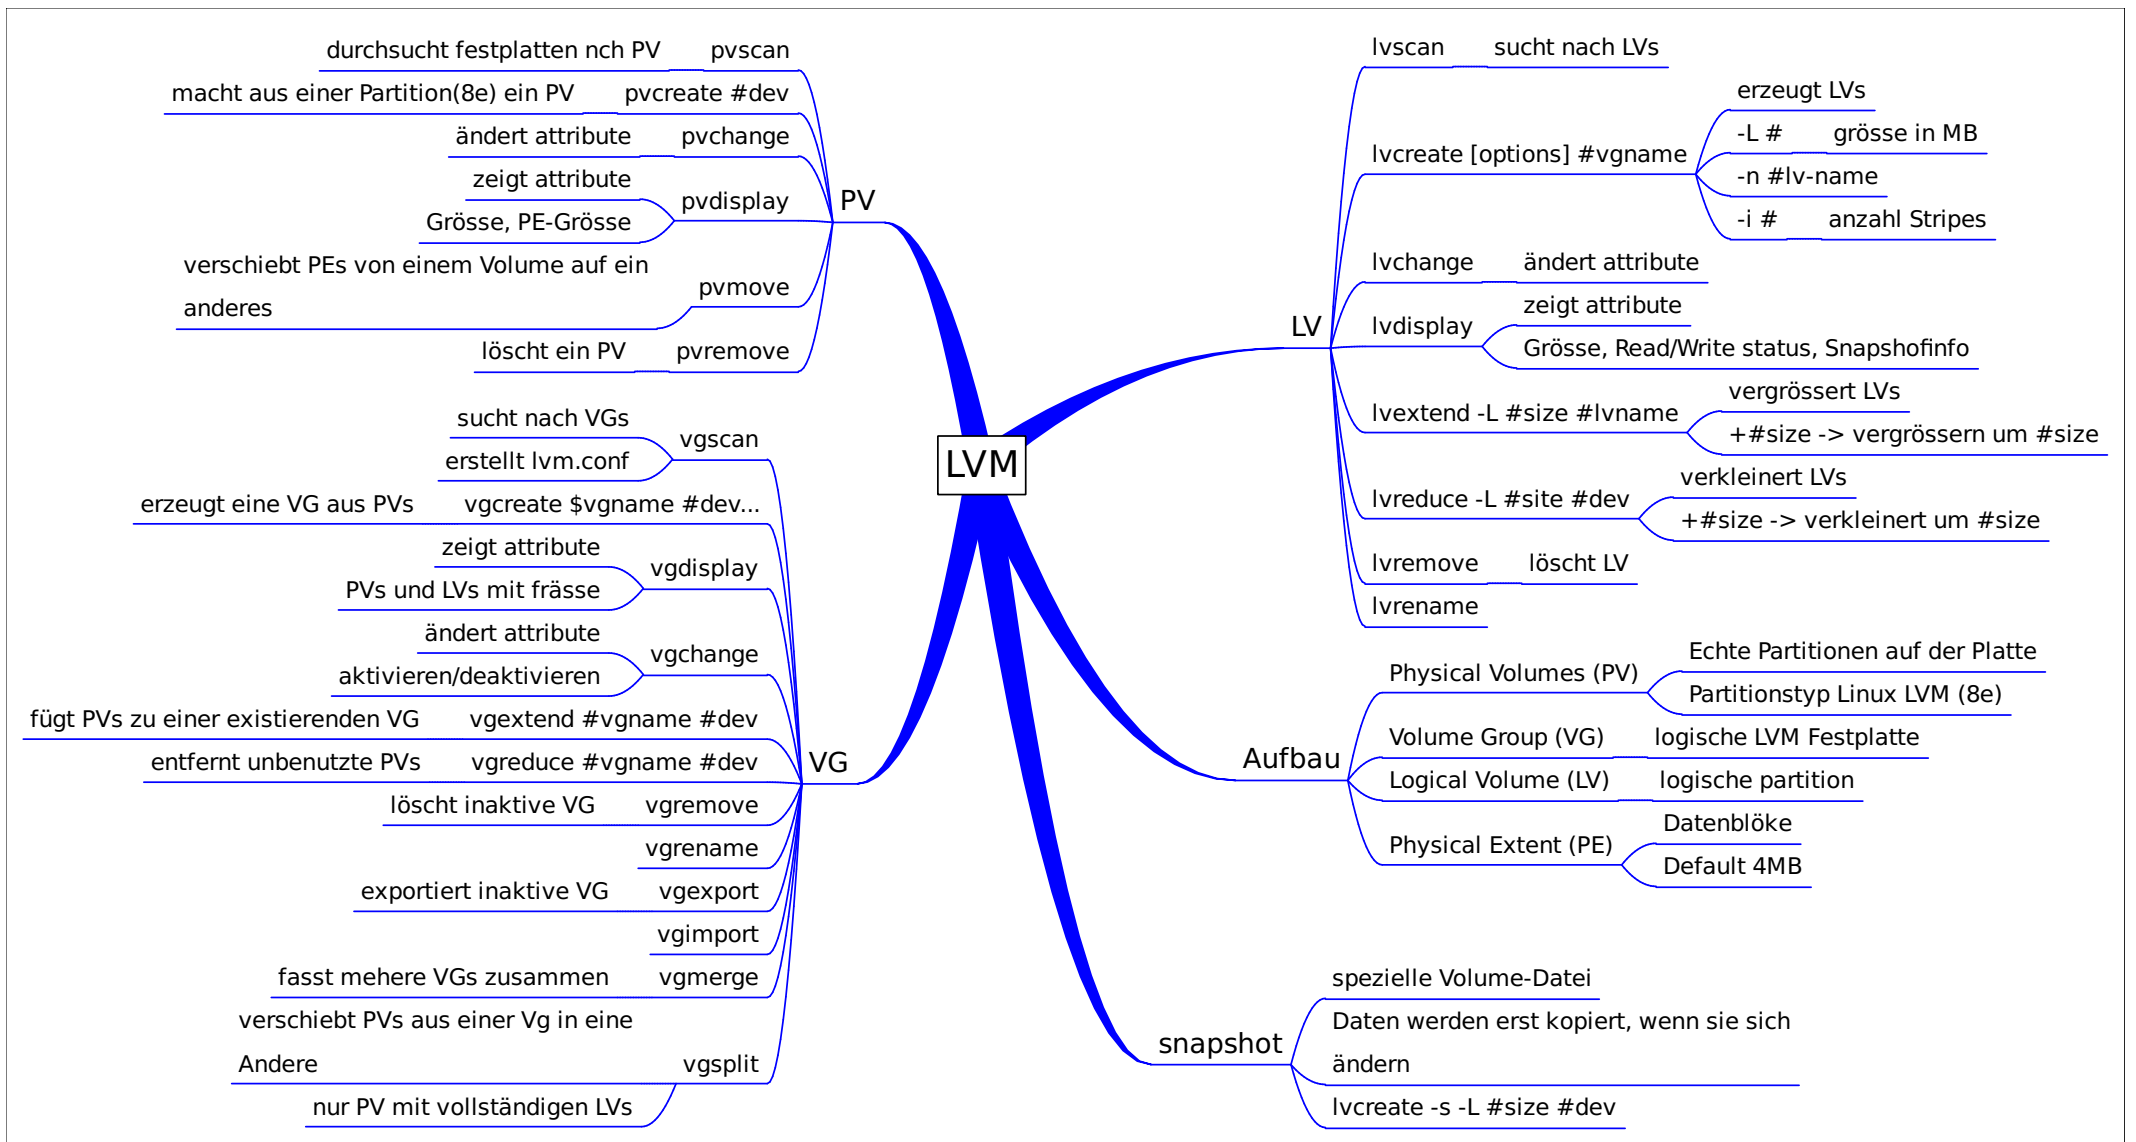 LVM
PV
durchsucht festplatten nch PV pvscan
macht aus einer Partition(8e) ein PV pvcreate #dev
ändert attribute pvchange
zeigt attribute
pvdisplay
Grösse, PE-Grösse
verschiebt PEs von einem Volume auf ein
anderes
pvmove
löscht ein PV pvremove
VG
sucht nach VGs
vgscan
erstellt lvm.conf
erzeugt eine VG aus PVs vgcreate $vgname #dev...
zeigt attribute
vgdisplay
PVs und LVs mit frässe
ändert attribute
vgchange
aktivieren/deaktivieren
fügt PVs zu einer existierenden VG vgextend #vgname #dev
entfernt unbenutzte PVs vgreduce #vgname #dev
löscht inaktive VG vgremove
vgrename
exportiert inaktive VG vgexport
vgimport
fasst mehere VGs zusammen vgmerge
verschiebt PVs aus einer Vg in eine
Andere
vgsplit
nur PV mit vollständigen LVs
LV
lvscan sucht nach LVs
lvcreate [options] #vgname
erzeugt LVs
-L # grösse in MB
-n #lv-name
-i # anzahl Stripes
lvchange ändert attribute
lvdisplay
zeigt attribute
Grösse, Read/Write status, Snapshofinfo
lvextend -L #size #lvname
vergrössert LVs
+#size -> vergrössern um #size
lvreduce -L #site #dev
verkleinert LVs
+#size -> verkleinert um #size
lvremove löscht LV
lvrename
Aufbau
Physical Volumes (PV)
Echte Partitionen auf der Platte
Partitionstyp Linux LVM (8e)
Volume Group (VG) logische LVM Festplatte
Logical Volume (LV) logische partition
Physical Extent (PE)
Datenblöke
Default 4MB
snapshot
spezielle Volume-Datei
Daten werden erst kopiert, wenn sie sich
ändern
lvcreate -s -L #size #dev